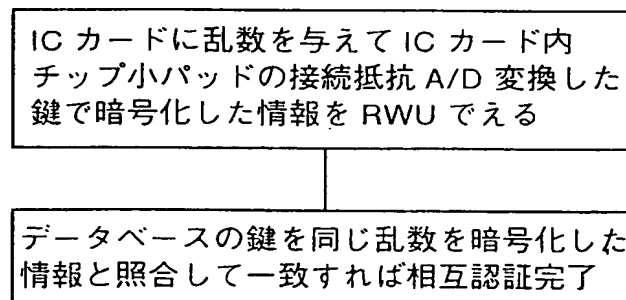 IC カードに乱数を与えて IC カード内
チップ小パッドの接続抵抗 A/D 変換した
鍵で暗号化した情報を RWU でえる
データベースの鍵を同じ乱数を暗号化した
情報と照合して一致すれば相互認証完了